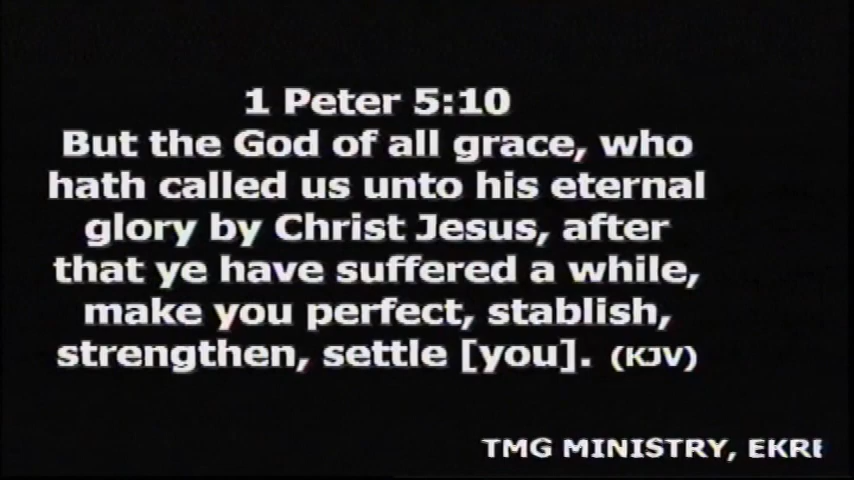 1 Peter 5:10
But the God of all grace, who
hath called us unto his eternal
glory by Christ Jesus, after
that ye have suffered a while,
make you perfect, stablish,
strengthen, settle [you]. (KJV)
TMG MINISTRY,